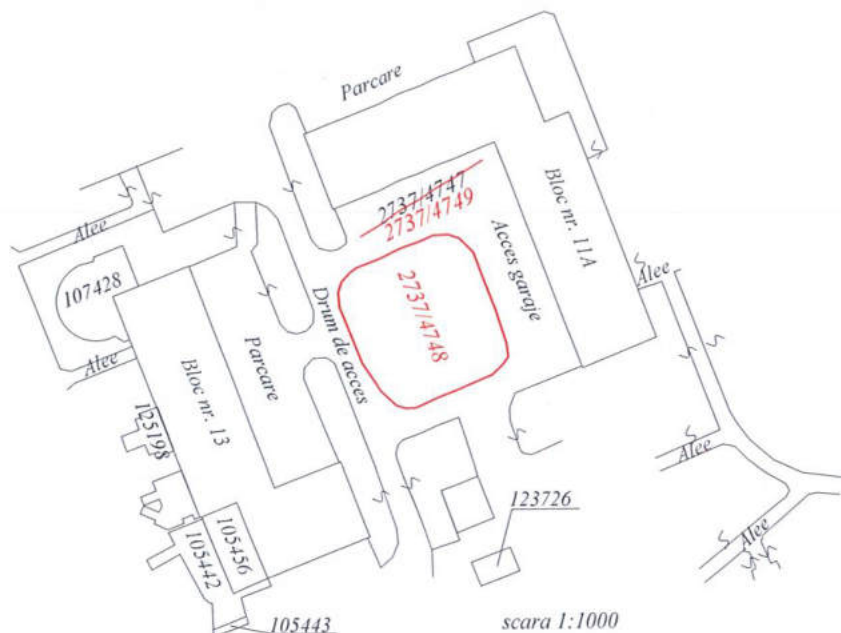 Parcare
2737/4747
2737/4749
Bloc nr. 11A
Alee
107428
Acces garaje
2737/4748
Drum de acces
Alee
Alee
Parcare
Bloc nr. 13
125198
Alee
123726
Alee
105456
105442
105443
scara 1:1000